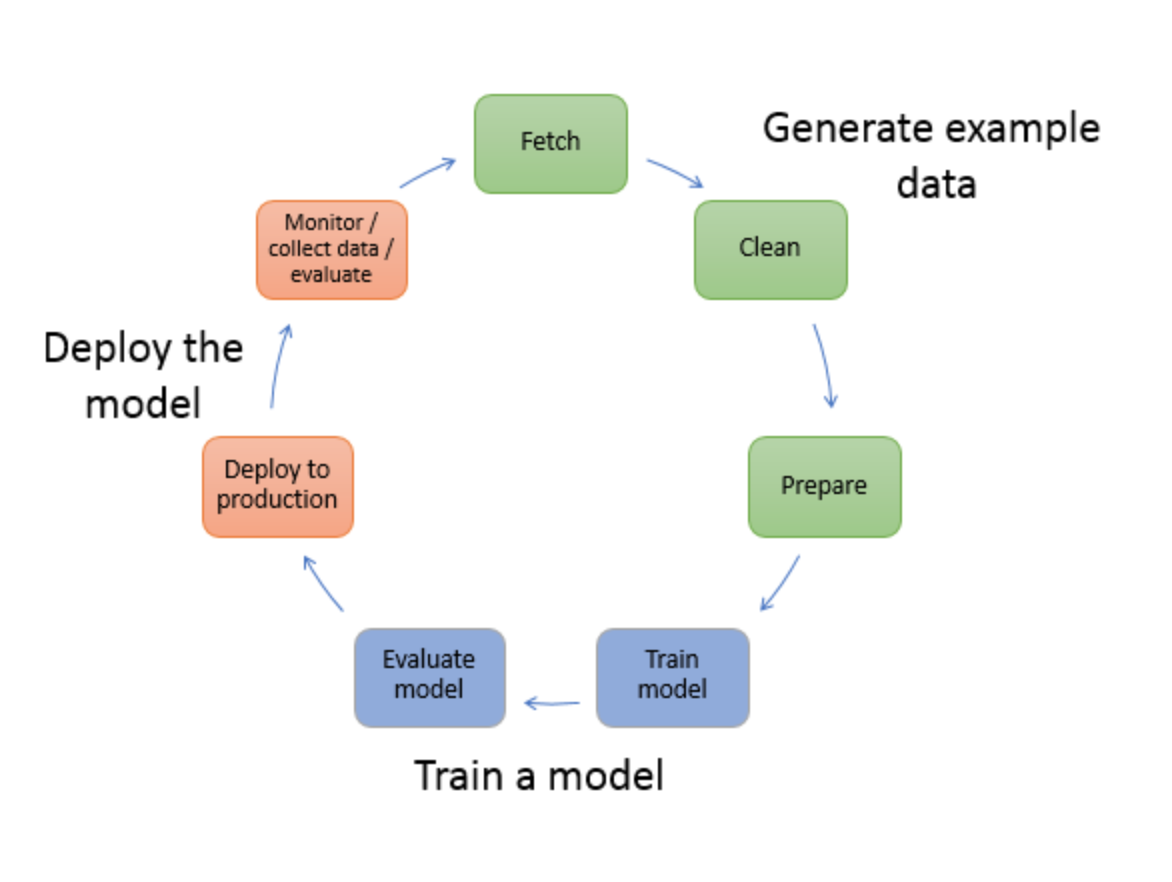 Fetch
Generate example
data
Clean
Prepare
Train
model
Train a model
Evaluate
model
Deploy to
production
Deploy the
model
Monitor /
collect data /
evaluate